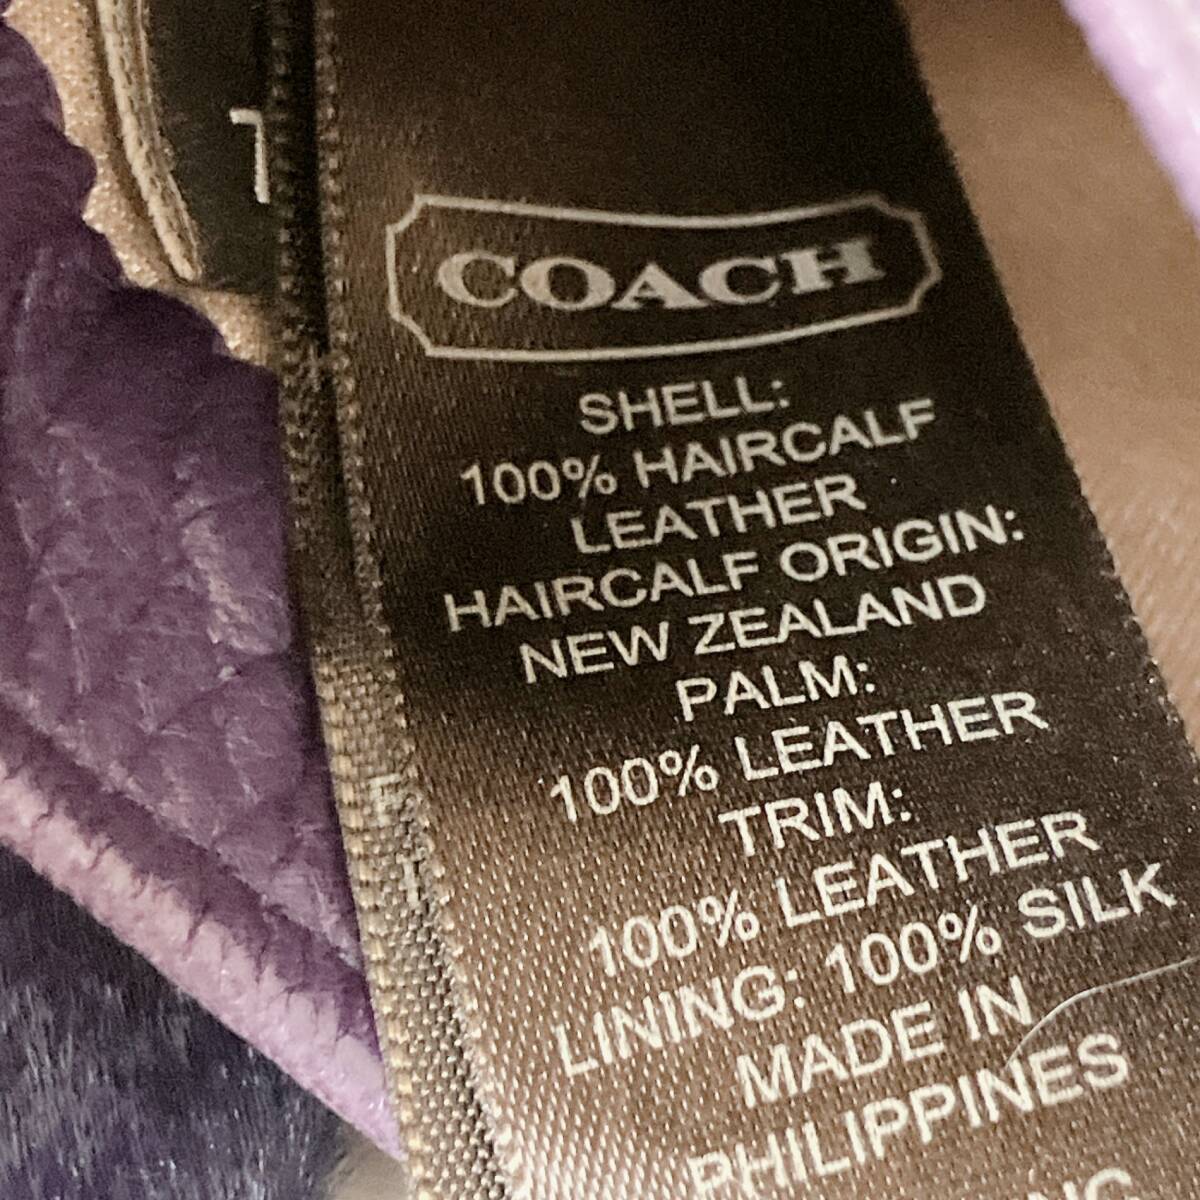 COACH
SHELL:
100% HAIRCALF
LEATHER
HAIRCALF ORIGIN:
NEW ZEALAND
PALM:
100% LEATHER
TRIM:
100% LEATHER
LINING: 100% SILK
MADE IN
PHILIPPINES